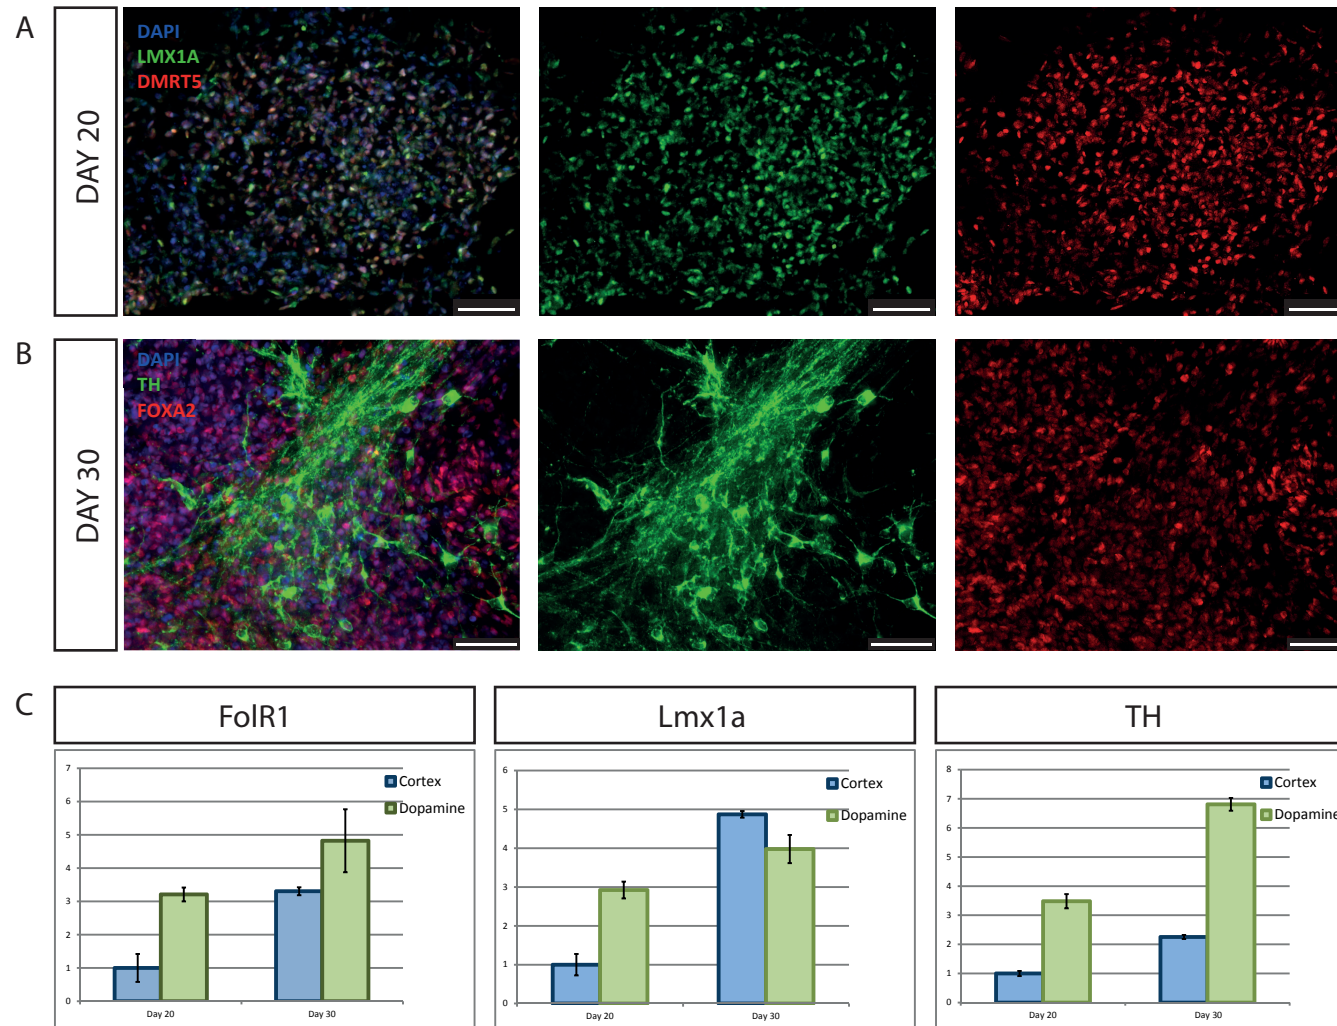 A
DAY 20
DAPI
LMX1A
DMRT5
B
DAY 30
DAPI
TH
FOXA2
C
FolR1
Lmx1a
TH
7
6
5
4
3
2
1
0
Cortex
Dopamine
Day 20
Day 30
6
5
4
3
2
1
0
Cortex
Dopamine
Day 20
Day 30
8
7
6
5
4
3
2
1
0
Cortex
Dopamine
Day 20
Day 30